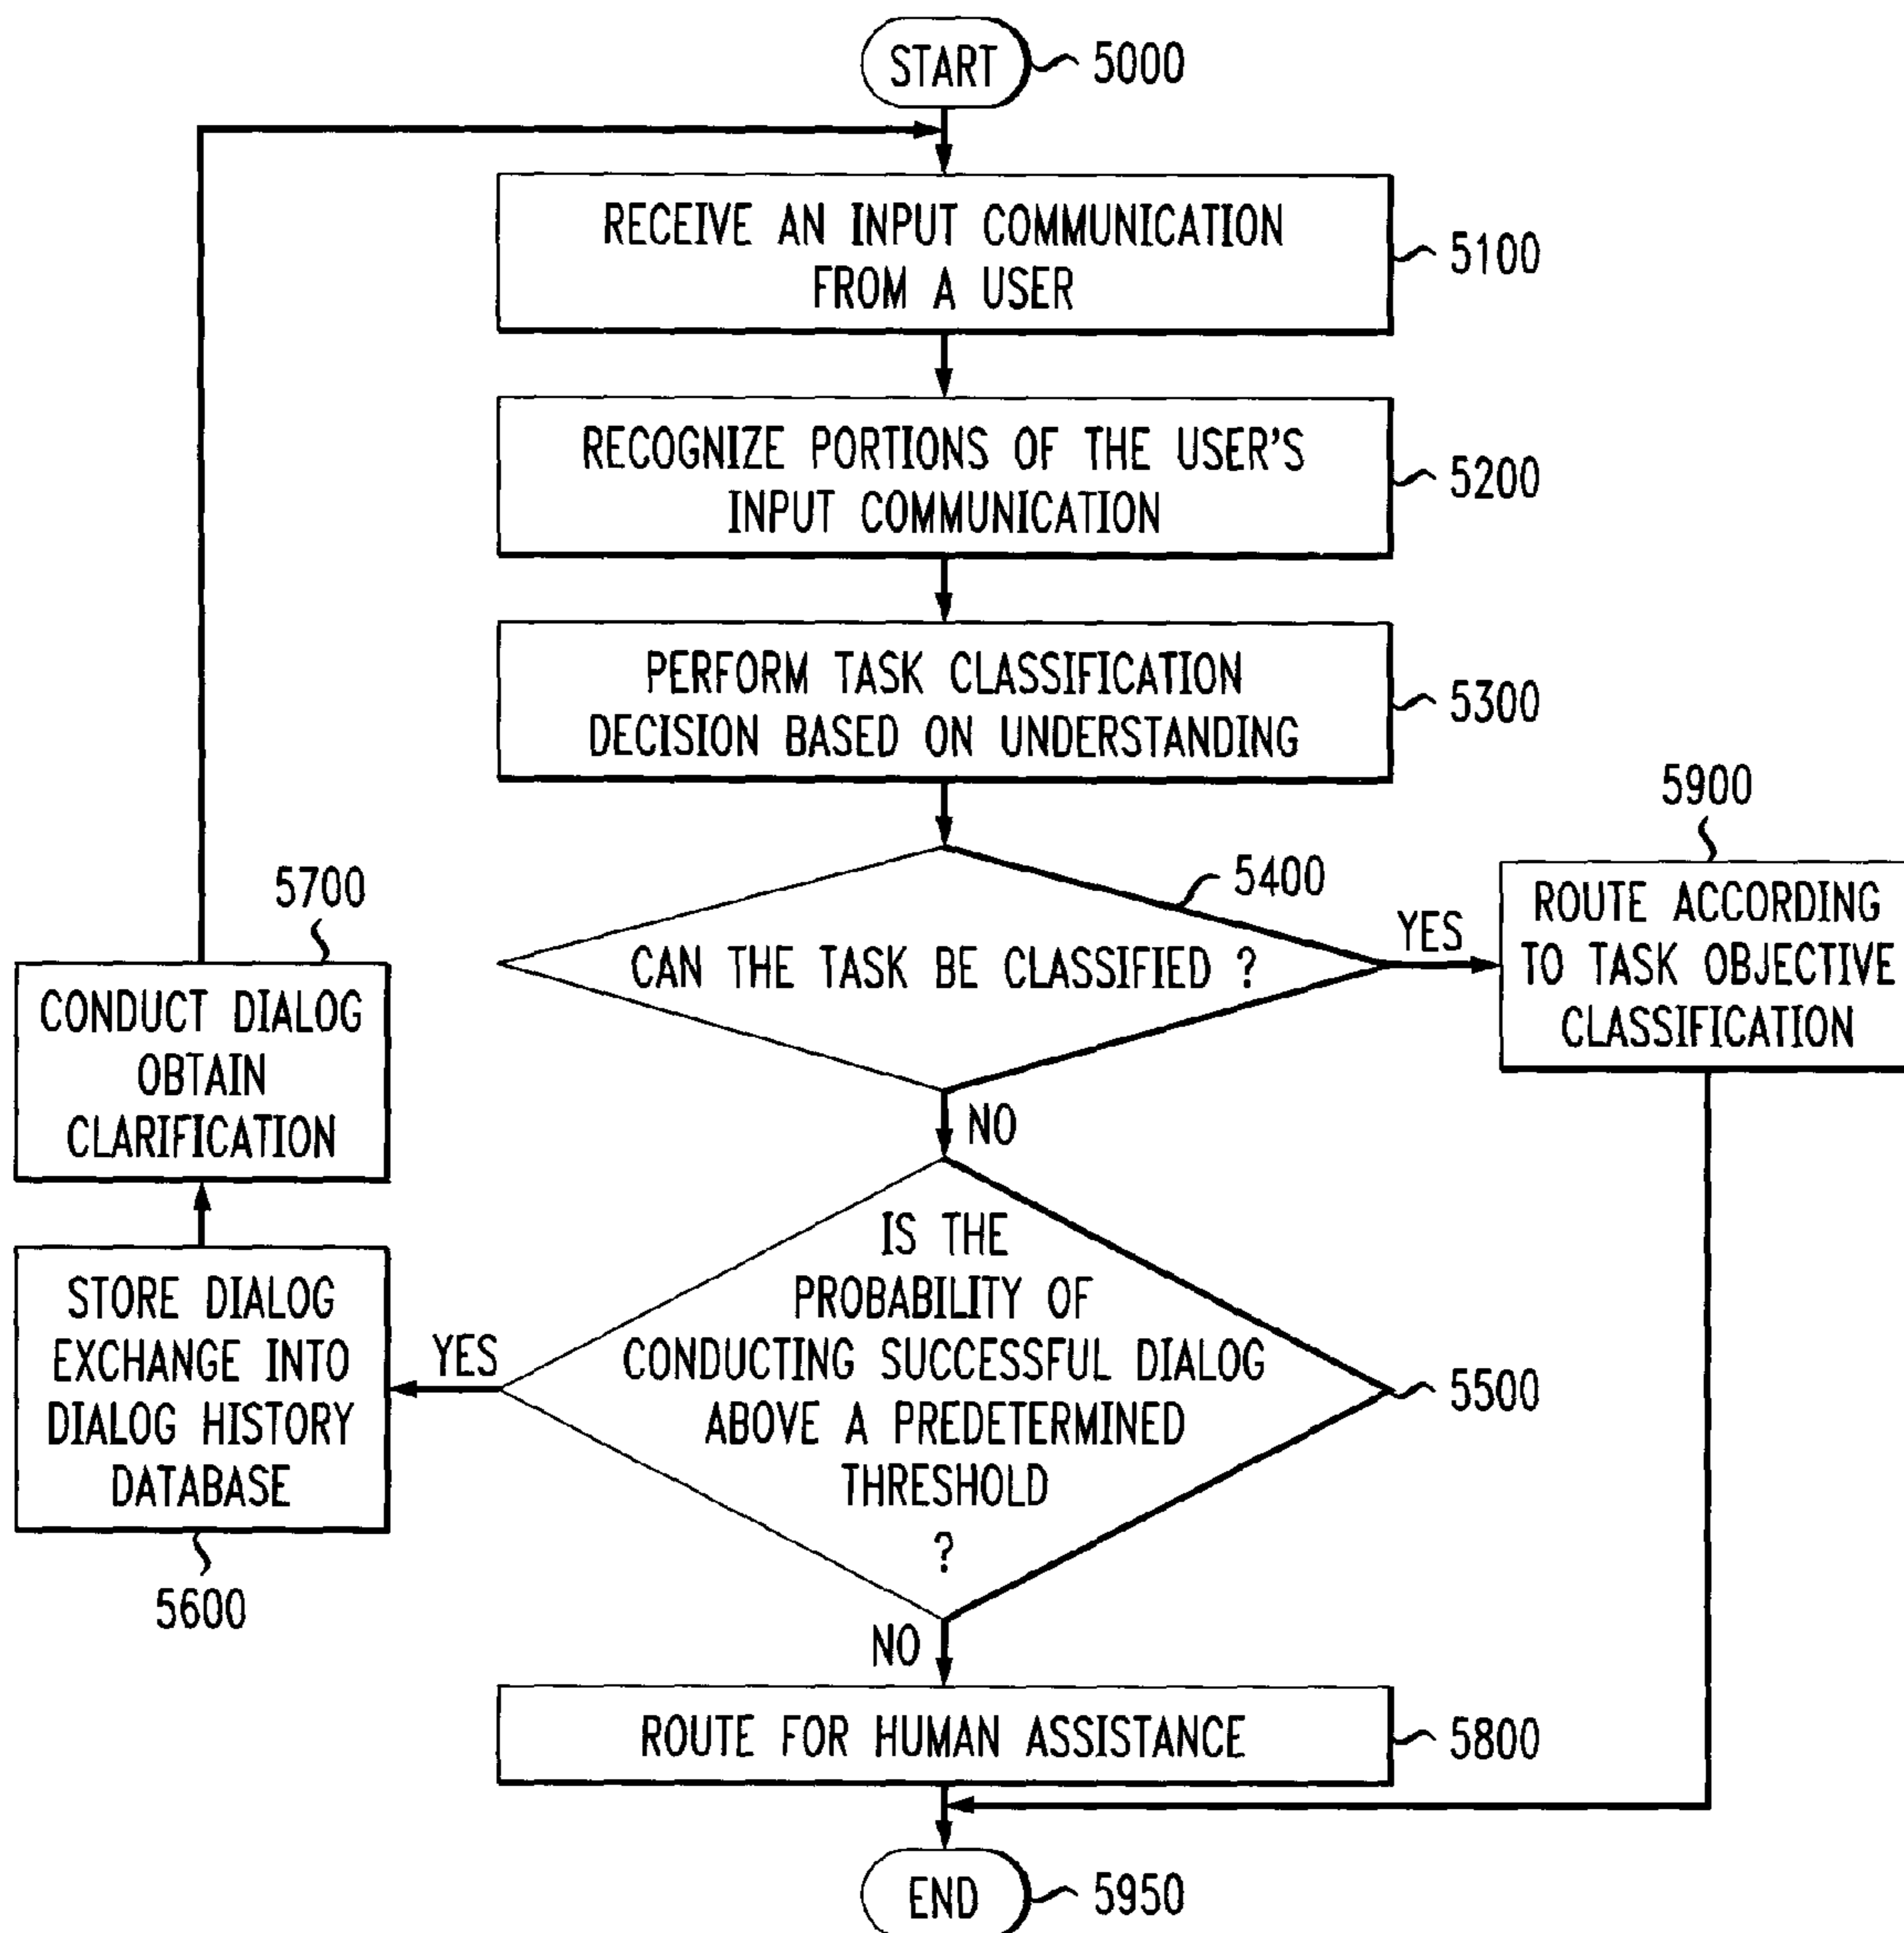 START
5000
RECEIVE AN INPUT COMMUNICATION
FROM A USER
5100
RECOGNIZE PORTIONS OF THE USER'S
INPUT COMMUNICATION
5200
PERFORM TASK CLASSIFICATION
DECISION BASED ON UNDERSTANDING
5300
5400
CAN THE TASK BE CLASSIFIED ?
YES
5900
ROUTE ACCORDING
TO TASK OBJECTIVE
CLASSIFICATION
NO
IS THE
PROBABILITY OF
CONDUCTING SUCCESSFUL DIALOG
ABOVE A PREDETERMINED
THRESHOLD
?
5500
YES
STORE DIALOG
EXCHANGE INTO
DIALOG HISTORY
DATABASE
5600
5700
CONDUCT DIALOG
OBTAIN
CLARIFICATION
NO
ROUTE FOR HUMAN ASSISTANCE
5800
END
5950